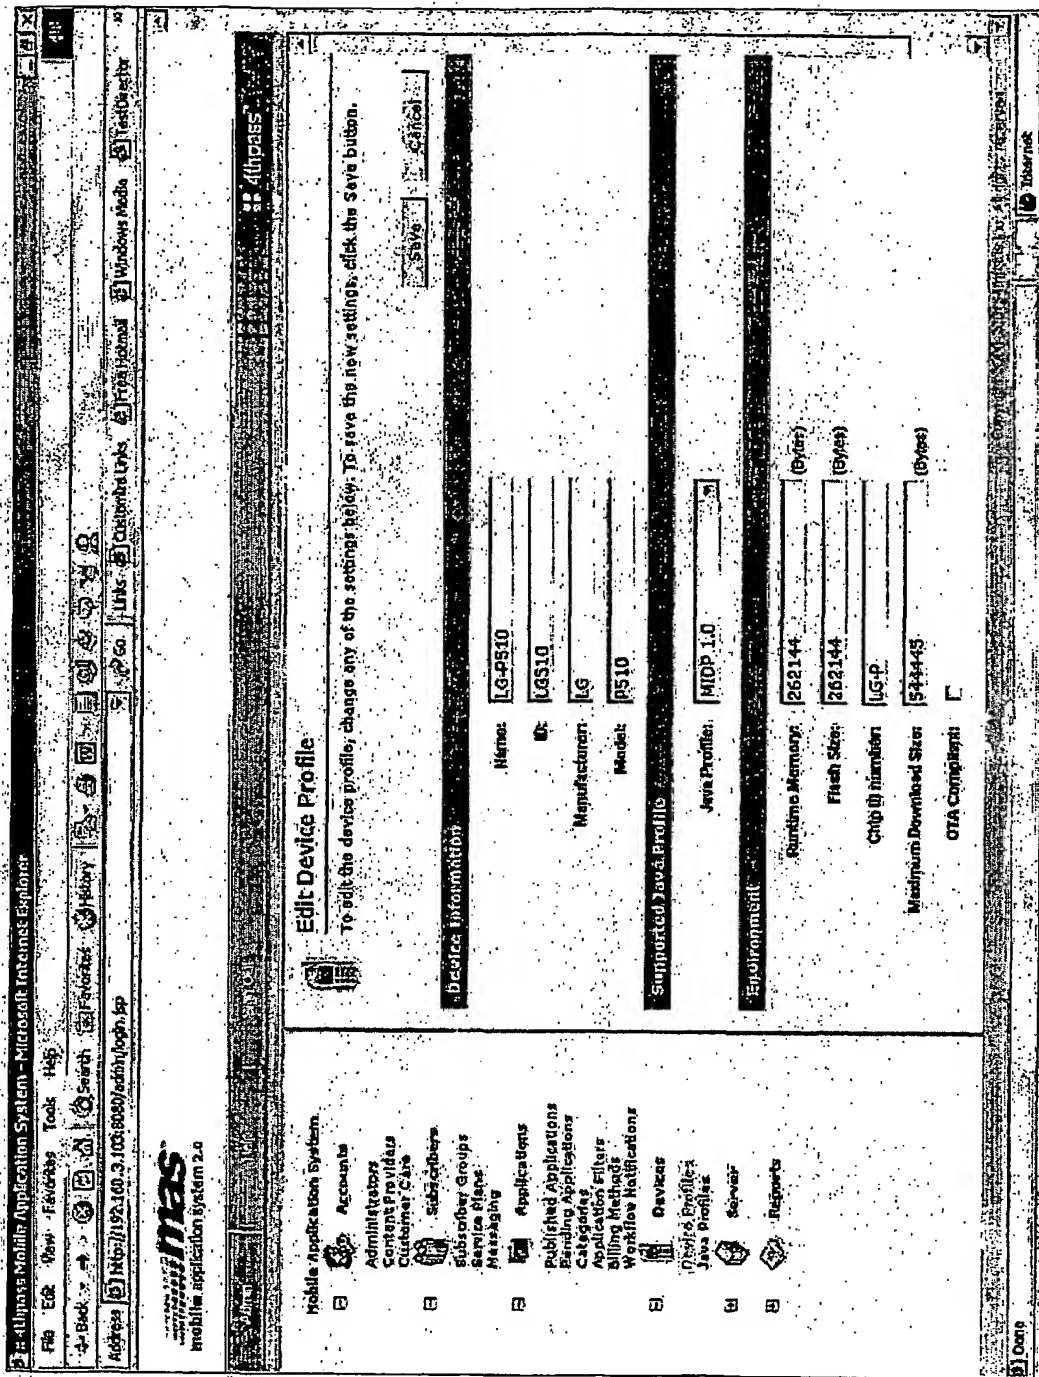 4thpass Mobile Application System - Microsoft Internet Explorer
File Edit View Favorites Tools Help
Back Search Favorites History
Address http://192.160.3.103:8080/admin/login.jsp Go Links Customize Links Free Hotmail Windows Media TestDirector
mas
mobile application system 2.0
4thpass
Mobile Application System
Accounts
Administrators
Content Providers
Customer Care
Subscribers
Subscriber Groups
Service Plans
Messaging
Applications
Published Applications
Pending Applications
Categories
Application Filters
Billing Methods
Workflow Notifications
Devices
Device Profiles
Java Profiles
Server
Reports
Edit Device Profile
To edit this device profile, change any of the settings below. To save the new settings, click the Save button.
Save Cancel
Device Information
Name: LG-P510
ID: LG510
Manufacturer: LG
Model: P510
Supported Java Profile
Java Profile: MIDP 1.0
Environment
Runtime Memory: 262144 (Bytes)
Flash Size: 262144 (Bytes)
Chip ID number: LG-P
Maximum Download Size: 544445 (Bytes)
OTA Compliant:
Done Internet